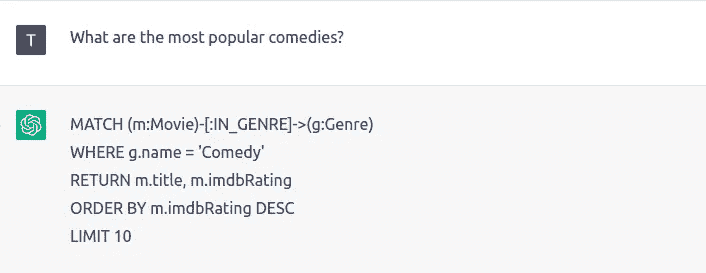 T
What are the most popular comedies?
MATCH (m:Movie)-[:IN_GENRE]->(g:Genre)
WHERE g.name = 'Comedy'
RETURN m.title, m.imdbRating
ORDER BY m.imdbRating DESC
LIMIT 10